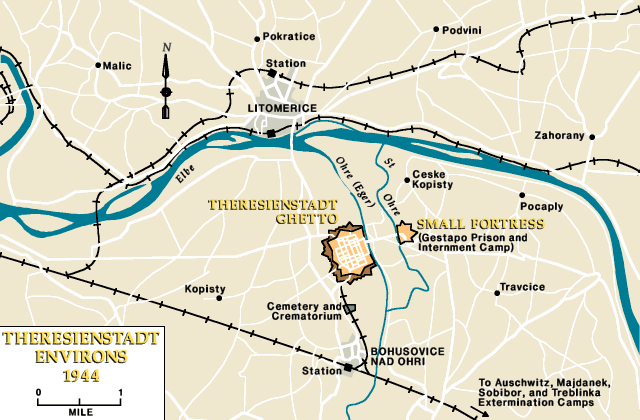 Podvini
Pokratice
N
Malic
Station
LITOMERICE
Zahorany
Elbe
Ohre (Eger)
St Ohre
Ceske
Kopisty
THERESIENSTADT
GHETTO
Pocaply
SMALL FORTRESS
(Gestapo Prison and
Internment Camp)
Kopisty
Travcice
Cemetery and
Crematorium
THERESIENSTADT
ENVIRONS
1944
0 1
MILE
BOHUSOVICE
NAD OHRI
Station
To Auschwitz, Majdanek,
Sobibor, and Treblinka
Extermination Camps